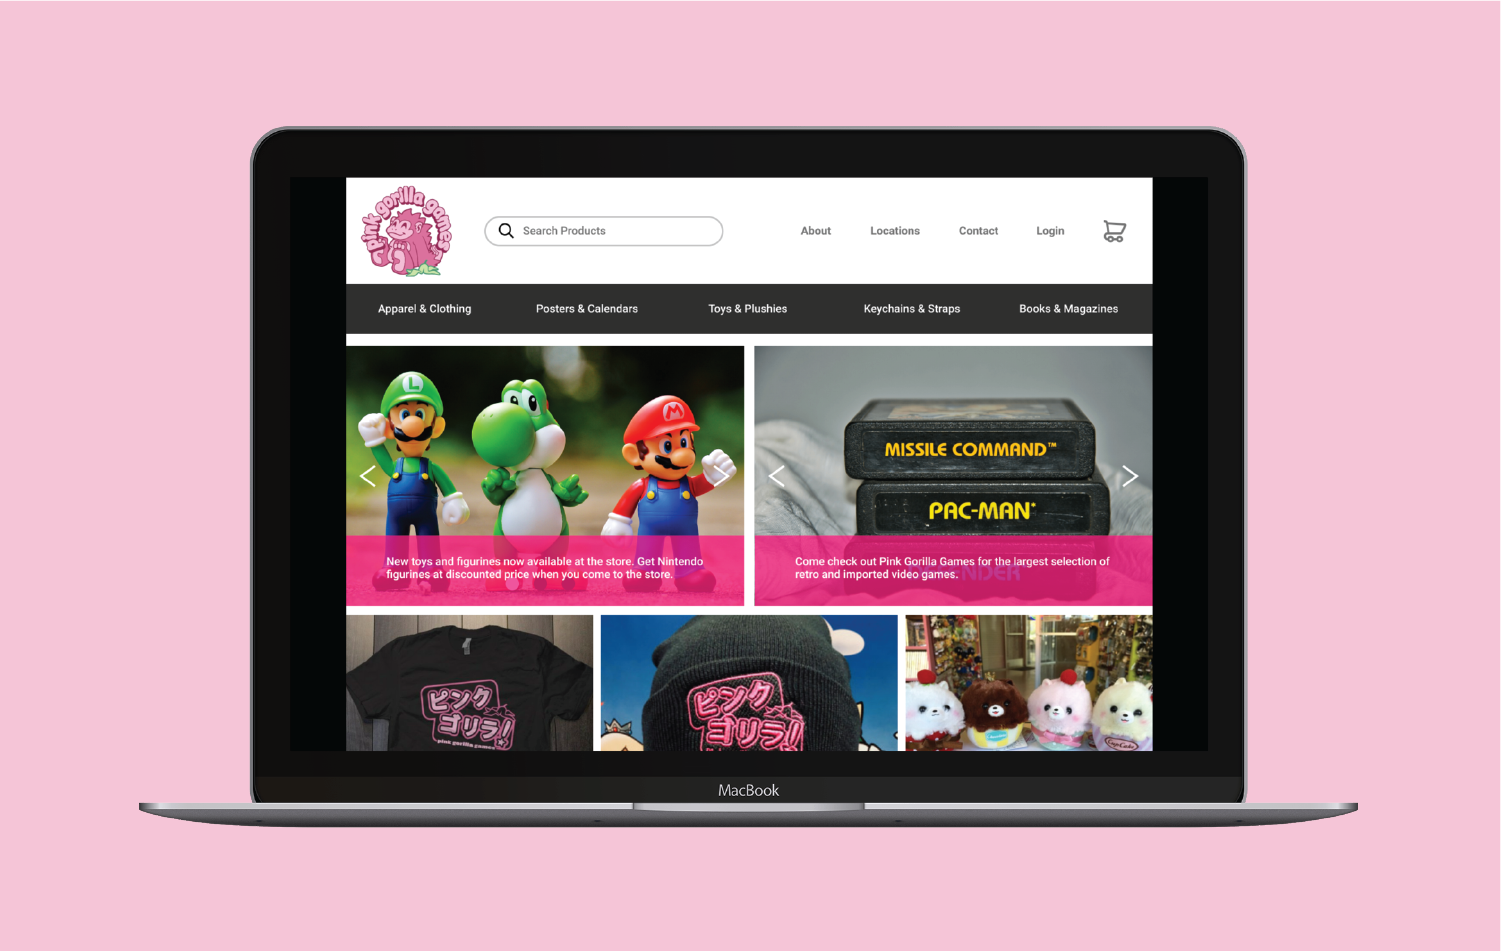 pink gorilla games
Search Products
About
Locations
Contact
Login
Apparel & Clothing
Posters & Calendars
Toys & Plushies
Keychains & Straps
Books & Magazines
L
M
MISSILE COMMAND™
PAC-MAN*
New toys and figurines now available at the store. Get Nintendo
figurines at discounted price when you come to the store.
Come check out Pink Gorilla Games for the largest selection of
retro and imported video games.
ピンク
ゴリラ!
pink gorilla games
ピンク
ゴリラ!
MacBook